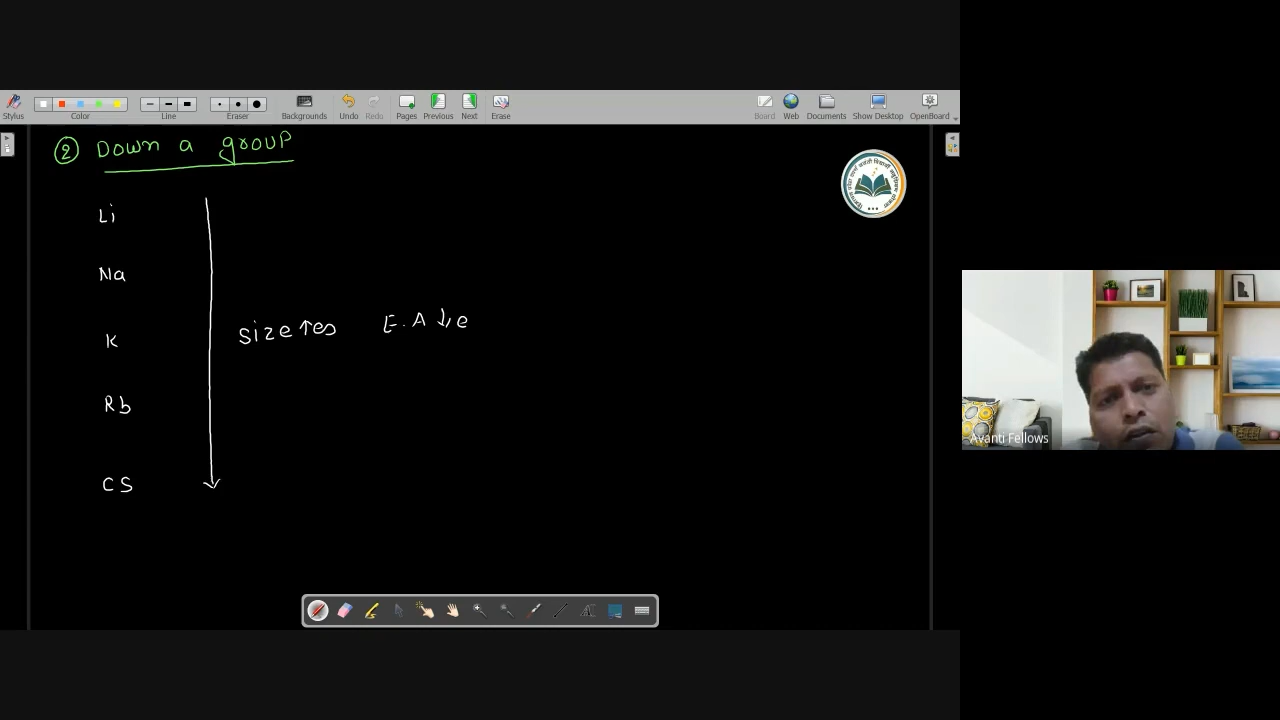 Stylus
Color
Line
Eraser
Backgrounds
Undo
Redo
Pages
Previous
Next
Erase
Board
Web
Documents
Show Desktop
OpenBoard
② Down a group
Li
Na
K
Rb
Cs
Size ↑es E.A ↓e
Avanti Fellows